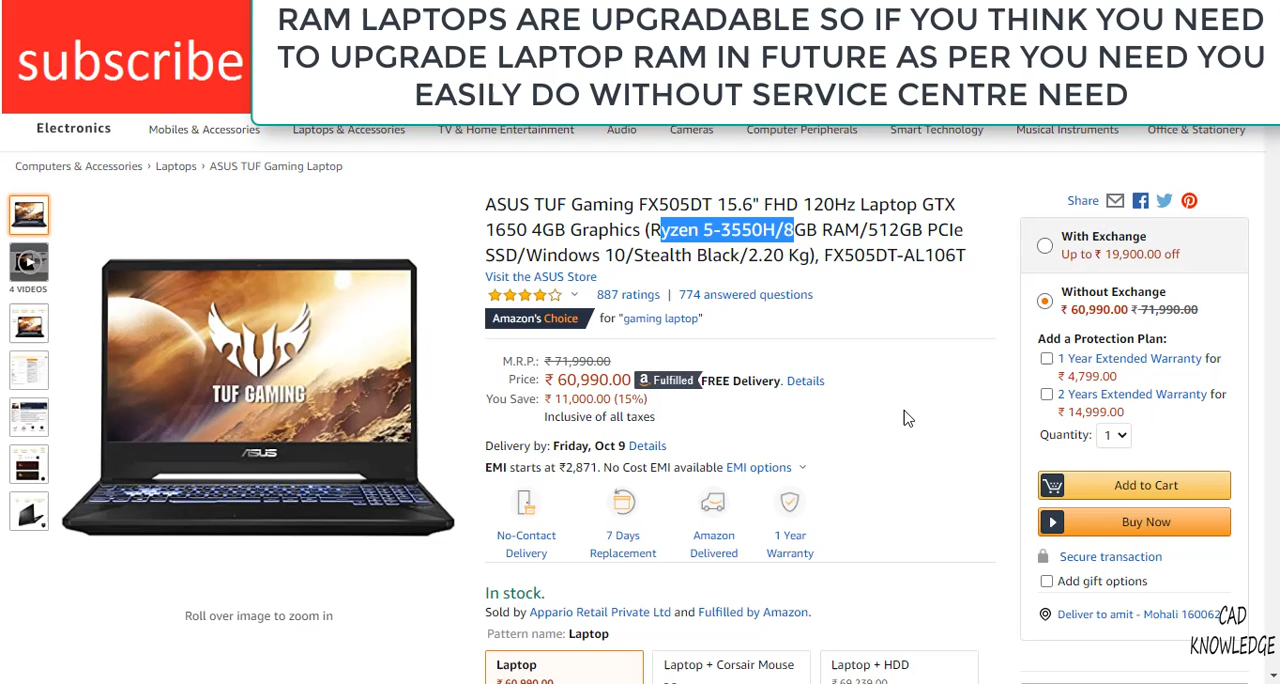 subscribe
RAM LAPTOPS ARE UPGRADABLE SO IF YOU THINK YOU NEED
TO UPGRADE LAPTOP RAM IN FUTURE AS PER YOU NEED YOU
EASILY DO WITHOUT SERVICE CENTRE NEED
Electronics Mobiles & Accessories Laptops & Accessories TV & Home Entertainment Audio Cameras Computer Peripherals Smart Technology Musical Instruments Office & Stationery
Computers & Accessories › Laptops › ASUS TUF Gaming Laptop
4 VIDEOS
TUF GAMING
ASUS
Roll over image to zoom in
ASUS TUF Gaming FX505DT 15.6" FHD 120Hz Laptop GTX
1650 4GB Graphics (Ryzen 5-3550H/8GB RAM/512GB PCIe
SSD/Windows 10/Stealth Black/2.20 Kg), FX505DT-AL106T
Visit the ASUS Store
887 ratings | 774 answered questions
Amazon's Choice for "gaming laptop"
M.R.P.: ₹ 71,990.00
Price: ₹ 60,990.00 a Fulfilled FREE Delivery. Details
You Save: ₹ 11,000.00 (15%)
Inclusive of all taxes
Delivery by: Friday, Oct 9 Details
EMI starts at ₹2,871. No Cost EMI available EMI options
No-Contact Delivery
7 Days Replacement
Amazon Delivered
1 Year Warranty
In stock.
Sold by Appario Retail Private Ltd and Fulfilled by Amazon.
Pattern name: Laptop
Laptop Laptop + Corsair Mouse Laptop + HDD
₹ 60,990.00 ₹ 69,239.00
Share
With Exchange
Up to ₹ 19,900.00 off
Without Exchange
₹ 60,990.00 ₹ 71,990.00
Add a Protection Plan:
1 Year Extended Warranty for
₹ 4,799.00
2 Years Extended Warranty for
₹ 14,999.00
Quantity: 1
Add to Cart
Buy Now
Secure transaction
Add gift options
Deliver to amit - Mohali 160062
CAD
KNOWLEDGE